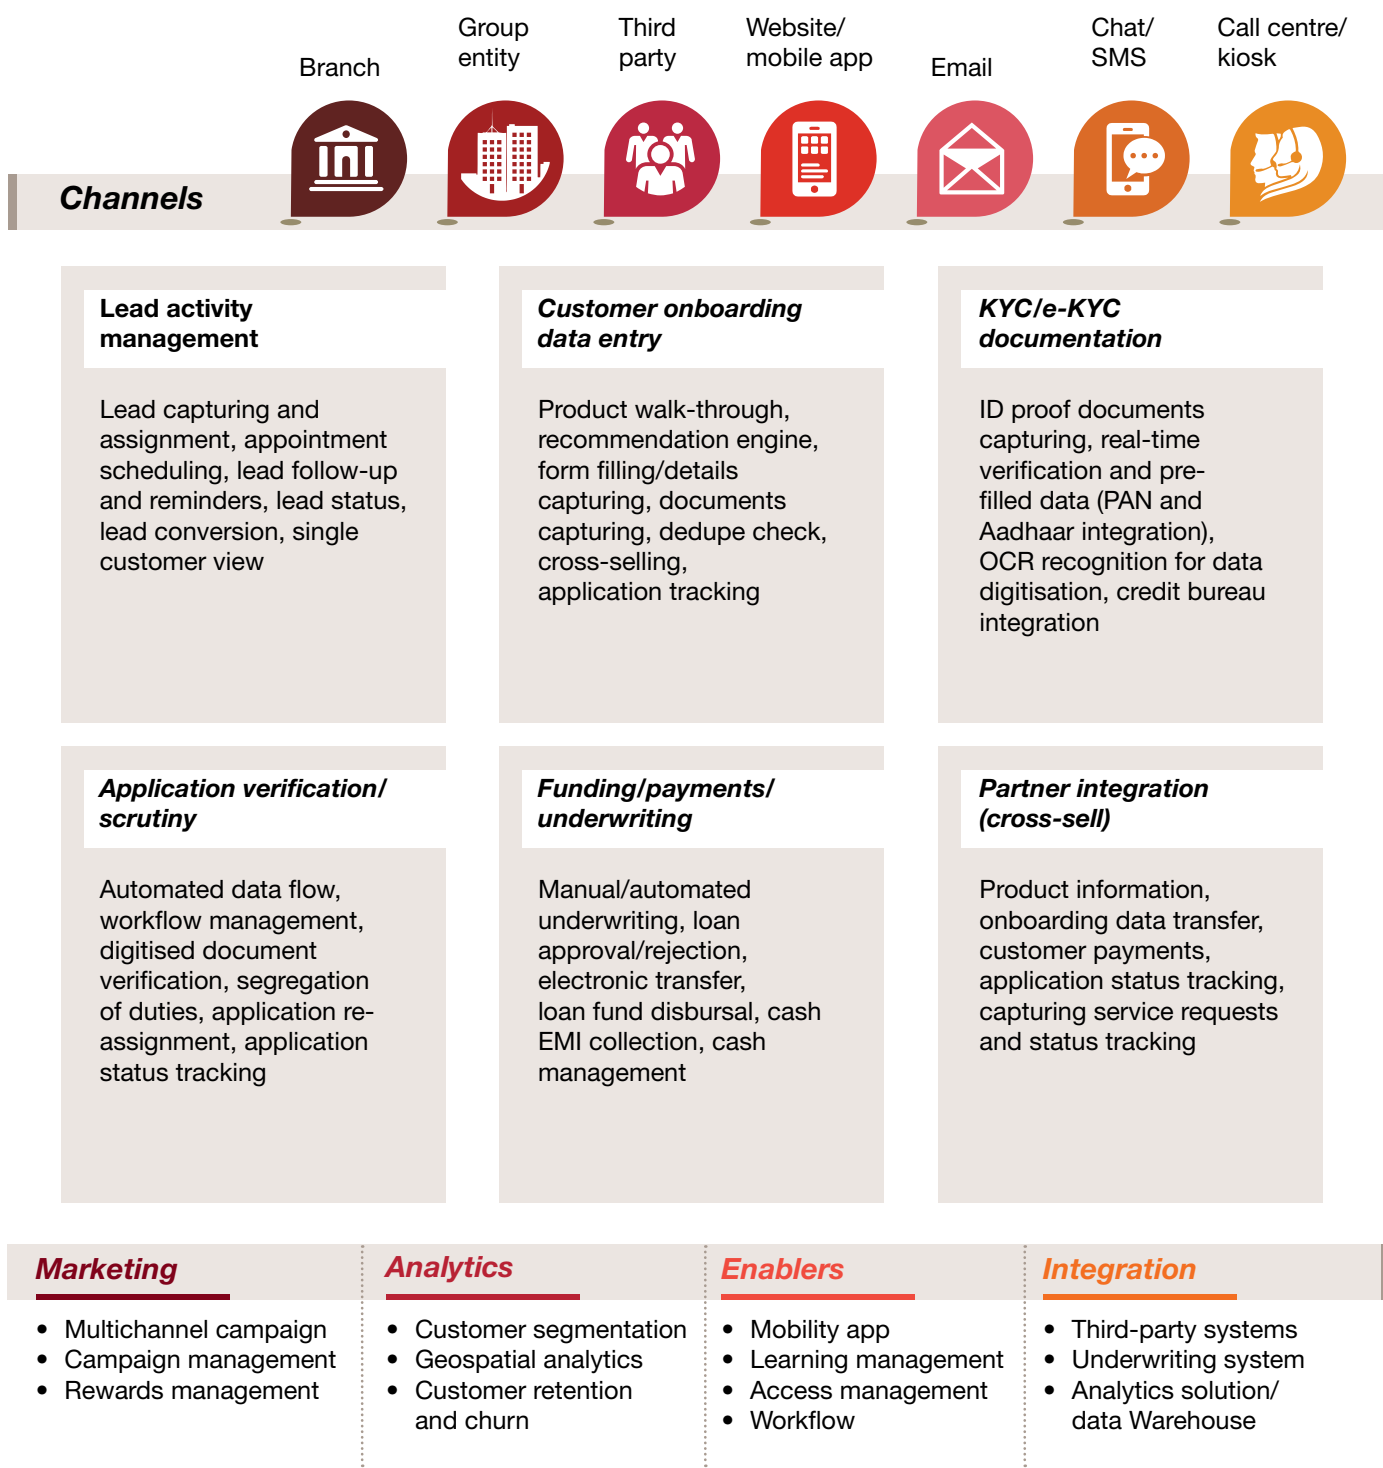 Branch
Group
entity
Third
party
Website/
mobile app
Email
Chat/
SMS
Call centre/
kiosk
Channels
Lead activity
management
Lead capturing and
assignment, appointment
scheduling, lead follow-up
and reminders, lead status,
lead conversion, single
customer view
Customer onboarding
data entry
Product walk-through,
recommendation engine,
form filling/details
capturing, documents
capturing, dedupe check,
cross-selling,
application tracking
KYC/e-KYC
documentation
ID proof documents
capturing, real-time
verification and pre-
filled data (PAN and
Aadhaar integration),
OCR recognition for data
digitisation, credit bureau
integration
Application verification/
scrutiny
Automated data flow,
workflow management,
digitised document
verification, segregation
of duties, application re-
assignment, application
status tracking
Funding/payments/
underwriting
Manual/automated
underwriting, loan
approval/rejection,
electronic transfer,
loan fund disbursal, cash
EMI collection, cash
management
Partner integration
(cross-sell)
Product information,
onboarding data transfer,
customer payments,
application status tracking,
capturing service requests
and status tracking
Marketing
• Multichannel campaign
• Campaign management
• Rewards management
Analytics
• Customer segmentation
• Geospatial analytics
• Customer retention
and churn
Enablers
• Mobility app
• Learning management
• Access management
• Workflow
Integration
• Third-party systems
• Underwriting system
• Analytics solution/
data Warehouse